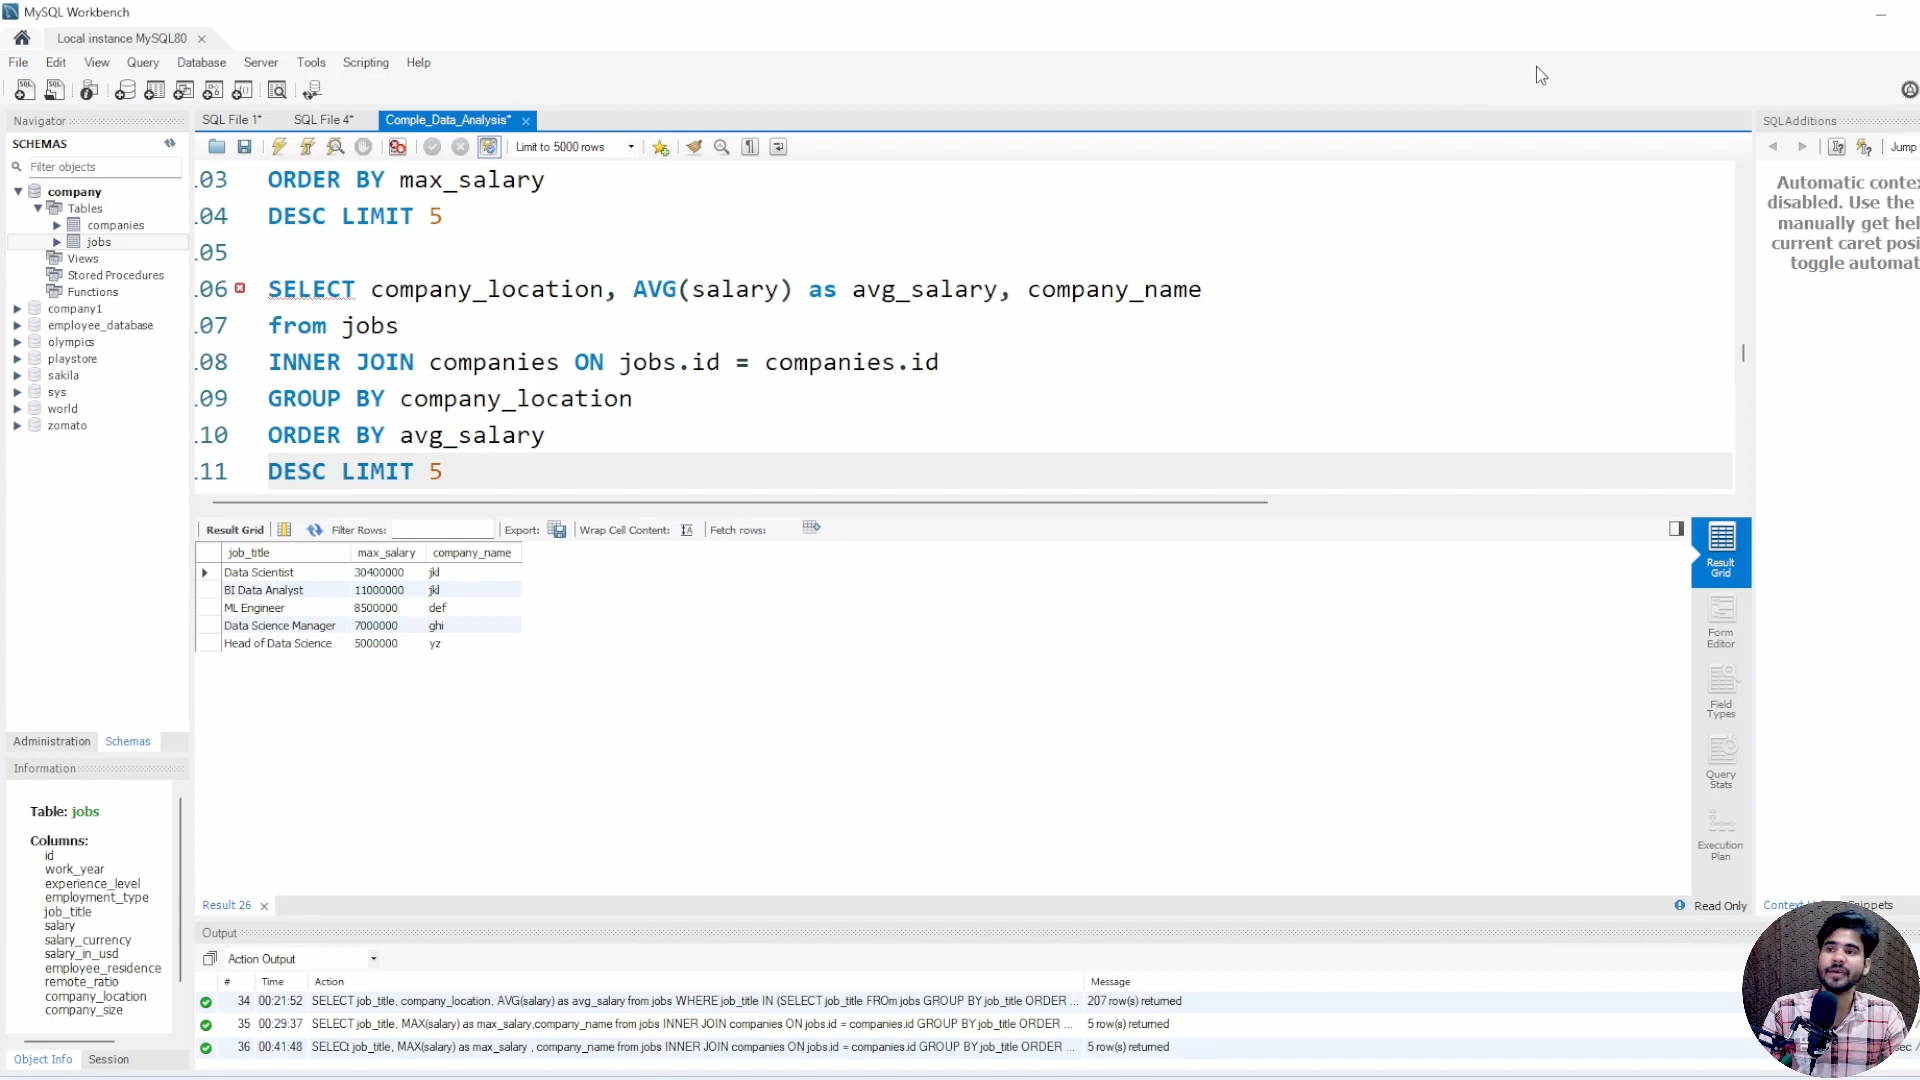 MySQL Workbench
Local instance MySQL80
File Edit View Query Database Server Tools Scripting Help
Navigator
SCHEMAS
Filter objects
company
Tables
companies
jobs
Views
Stored Procedures
Functions
company1
employee_database
olympics
playstore
sakila
sys
world
zomato
Administration Schemas
Information
Table: jobs
Columns:
id
work_year
experience_level
employment_type
job_title
salary
salary_currency
salary_in_usd
employee_residence
remote_ratio
company_location
company_size
Object Info Session
SQL File 1* SQL File 4* Comple_Data_Analysis*
Limit to 5000 rows
03 ORDER BY max_salary
04 DESC LIMIT 5
05
06 SELECT company_location, AVG(salary) as avg_salary, company_name
07 from jobs
08 INNER JOIN companies ON jobs.id = companies.id
09 GROUP BY company_location
10 ORDER BY avg_salary
11 DESC LIMIT 5
Result Grid Filter Rows: Export: Wrap Cell Content: Fetch rows:
job_title max_salary company_name
Data Scientist 30400000 jkl
BI Data Analyst 11000000 jkl
ML Engineer 8500000 def
Data Science Manager 7000000 ghi
Head of Data Science 5000000 yz
Result Grid
Form Editor
Field Types
Query Stats
Execution Plan
Result 26
Read Only
Output
Action Output
# Time Action Message
34 00:21:52 SELECT job_title, company_location, AVG(salary) as avg_salary from jobs WHERE job_title IN (SELECT job_title FROm jobs GROUP BY job_title ORDER ... 207 row(s) returned
35 00:29:37 SELECT job_title, MAX(salary) as max_salary,company_name from jobs INNER JOIN companies ON jobs.id = companies.id GROUP BY job_title ORDER ... 5 row(s) returned
36 00:41:48 SELECt job_title, MAX(salary) as max_salary , company_name from jobs INNER JOIN companies ON jobs.id = companies.id GROUP BY job_title ORDER ... 5 row(s) returned
SQLAdditions
Jump
Automatic contex
disabled. Use the
manually get hel
current caret posi
toggle automat